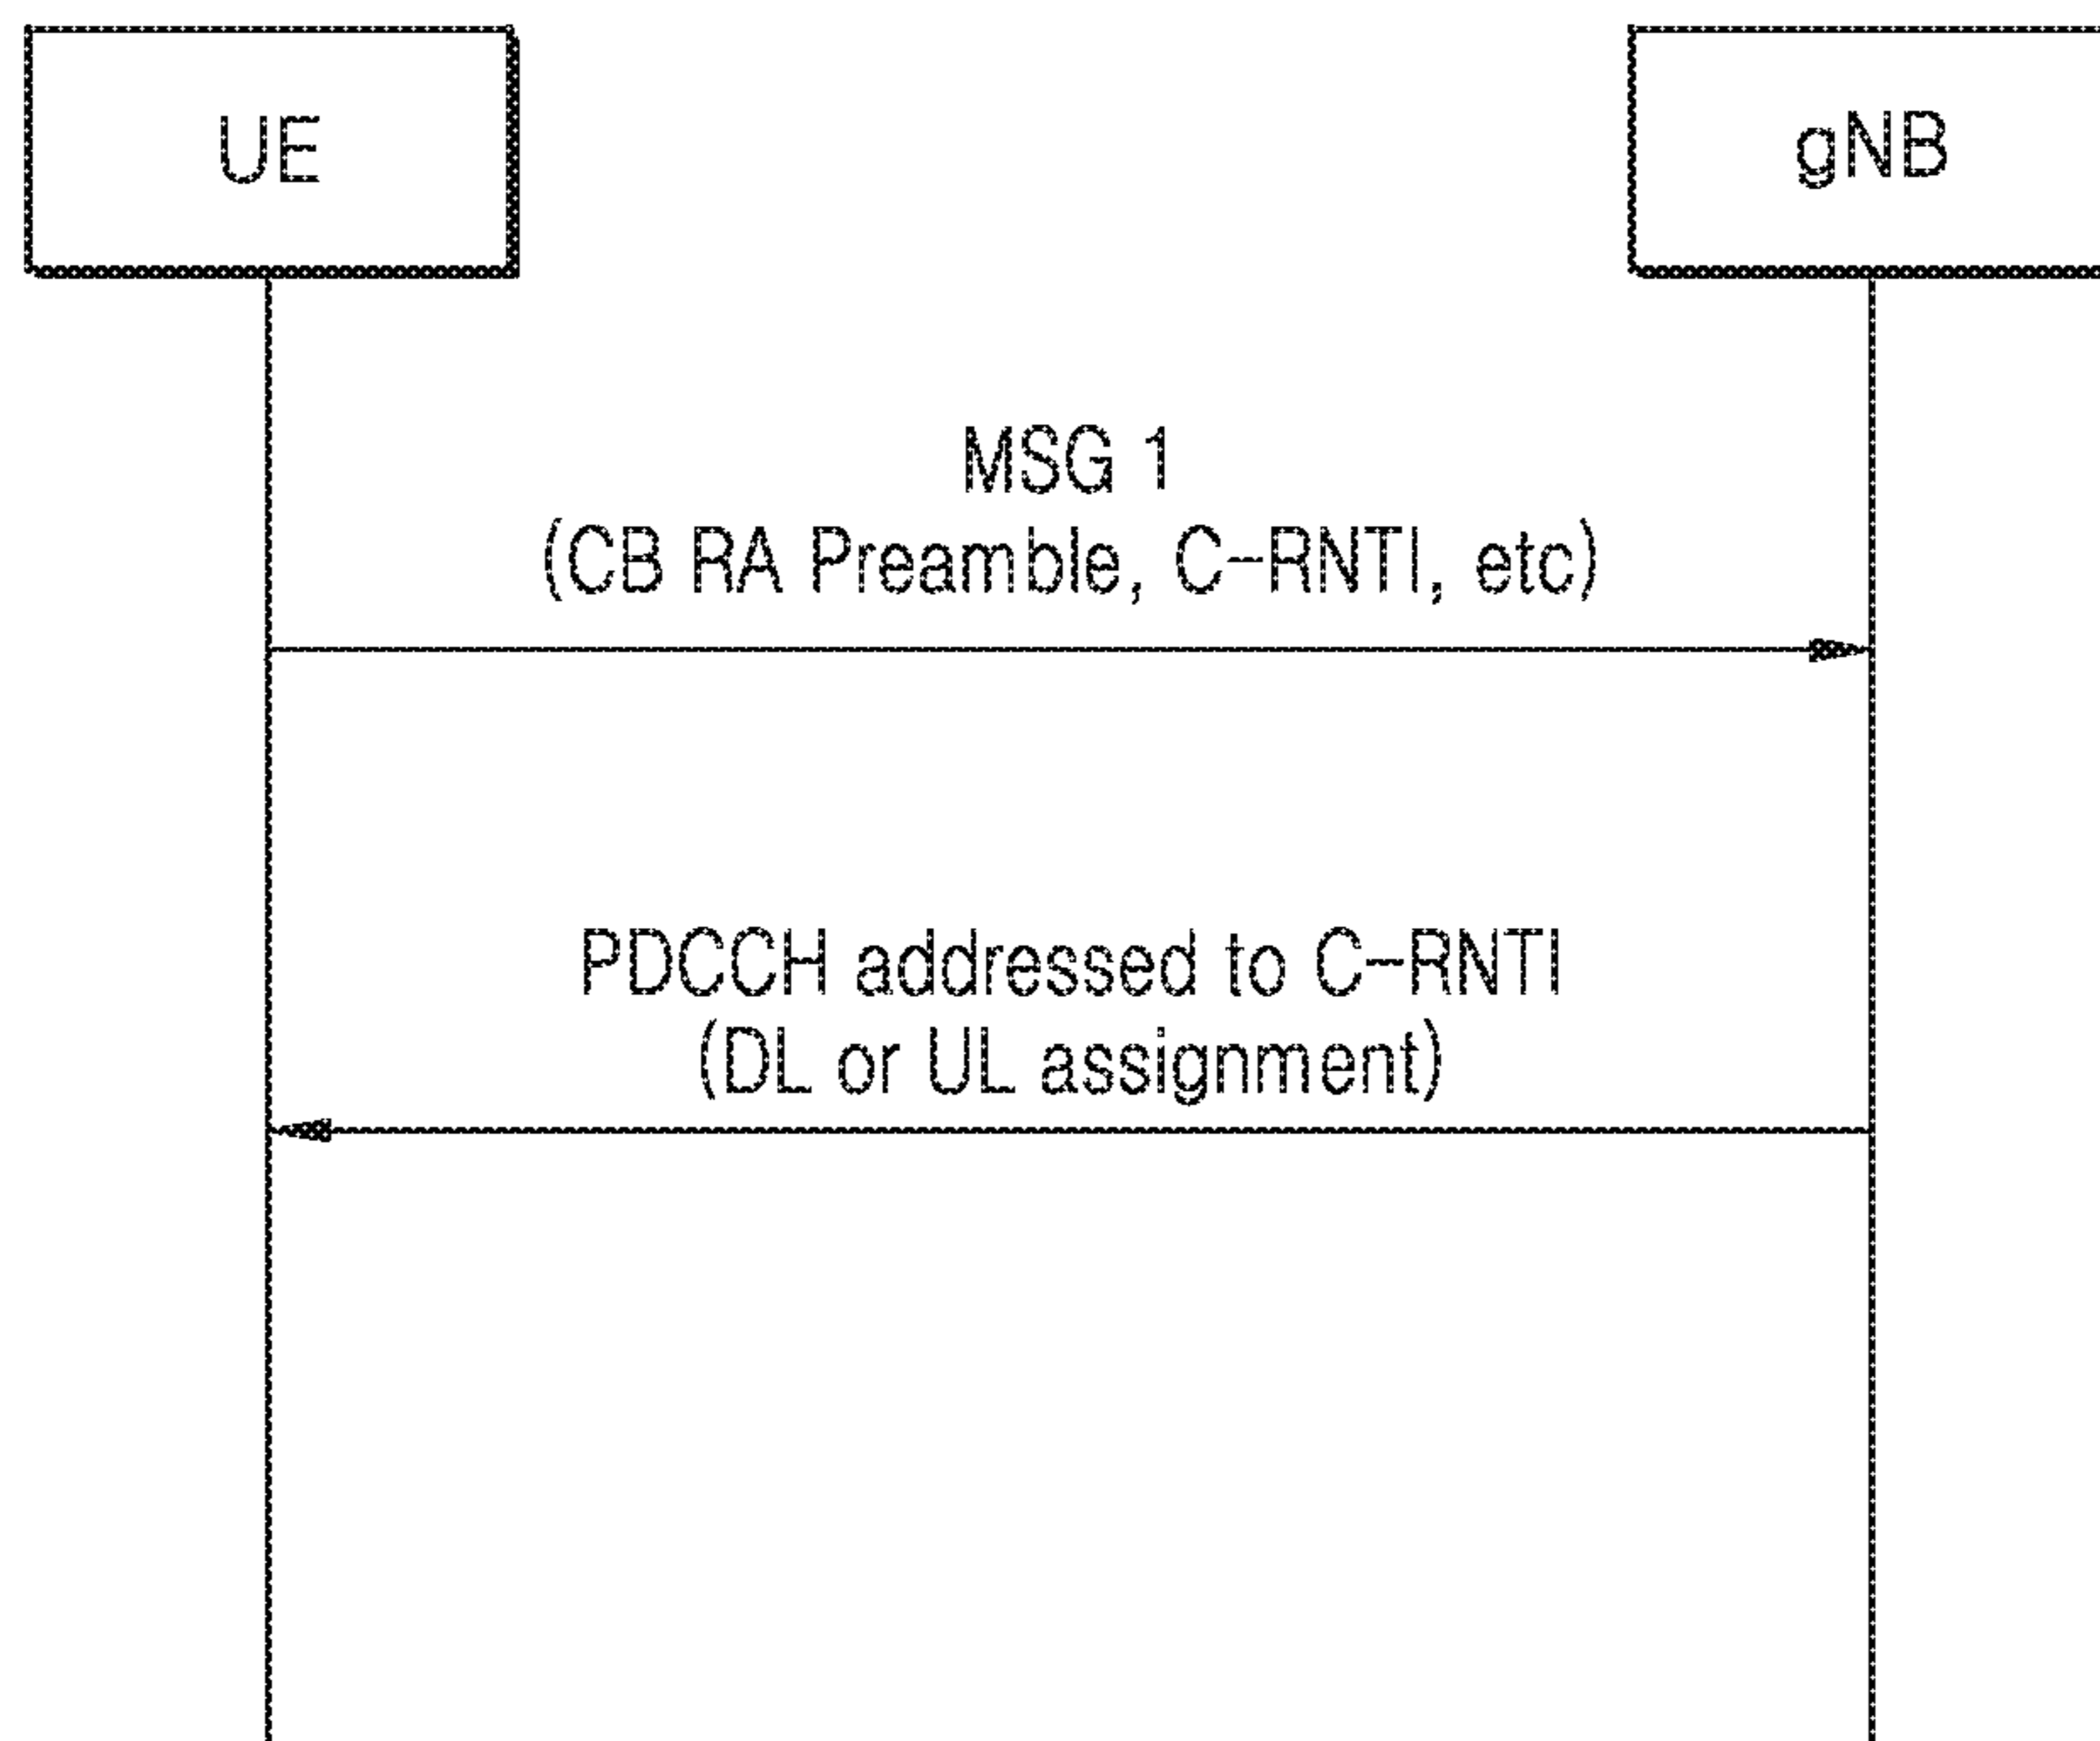 UE
gNB
MSG 1
(CB RA Preamble, C-RNTI, etc)
PDCCH addressed to C-RNTI
(DL or UL assignment)